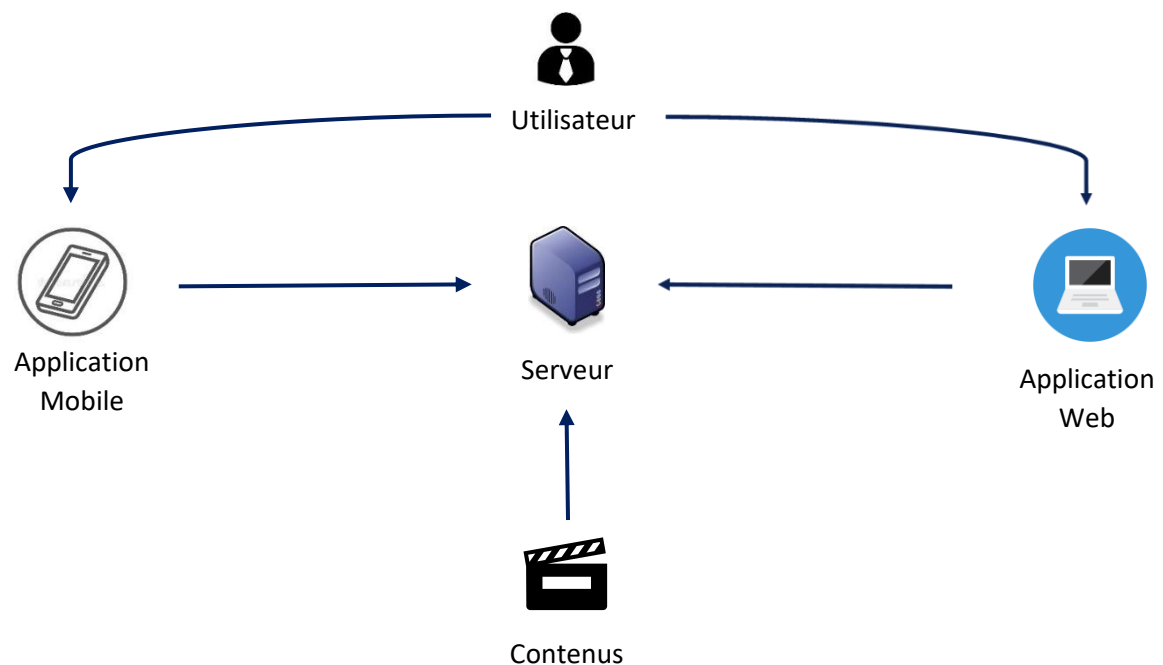 Utilisateur
Application
Mobile
Serveur
Application
Web
Contenus